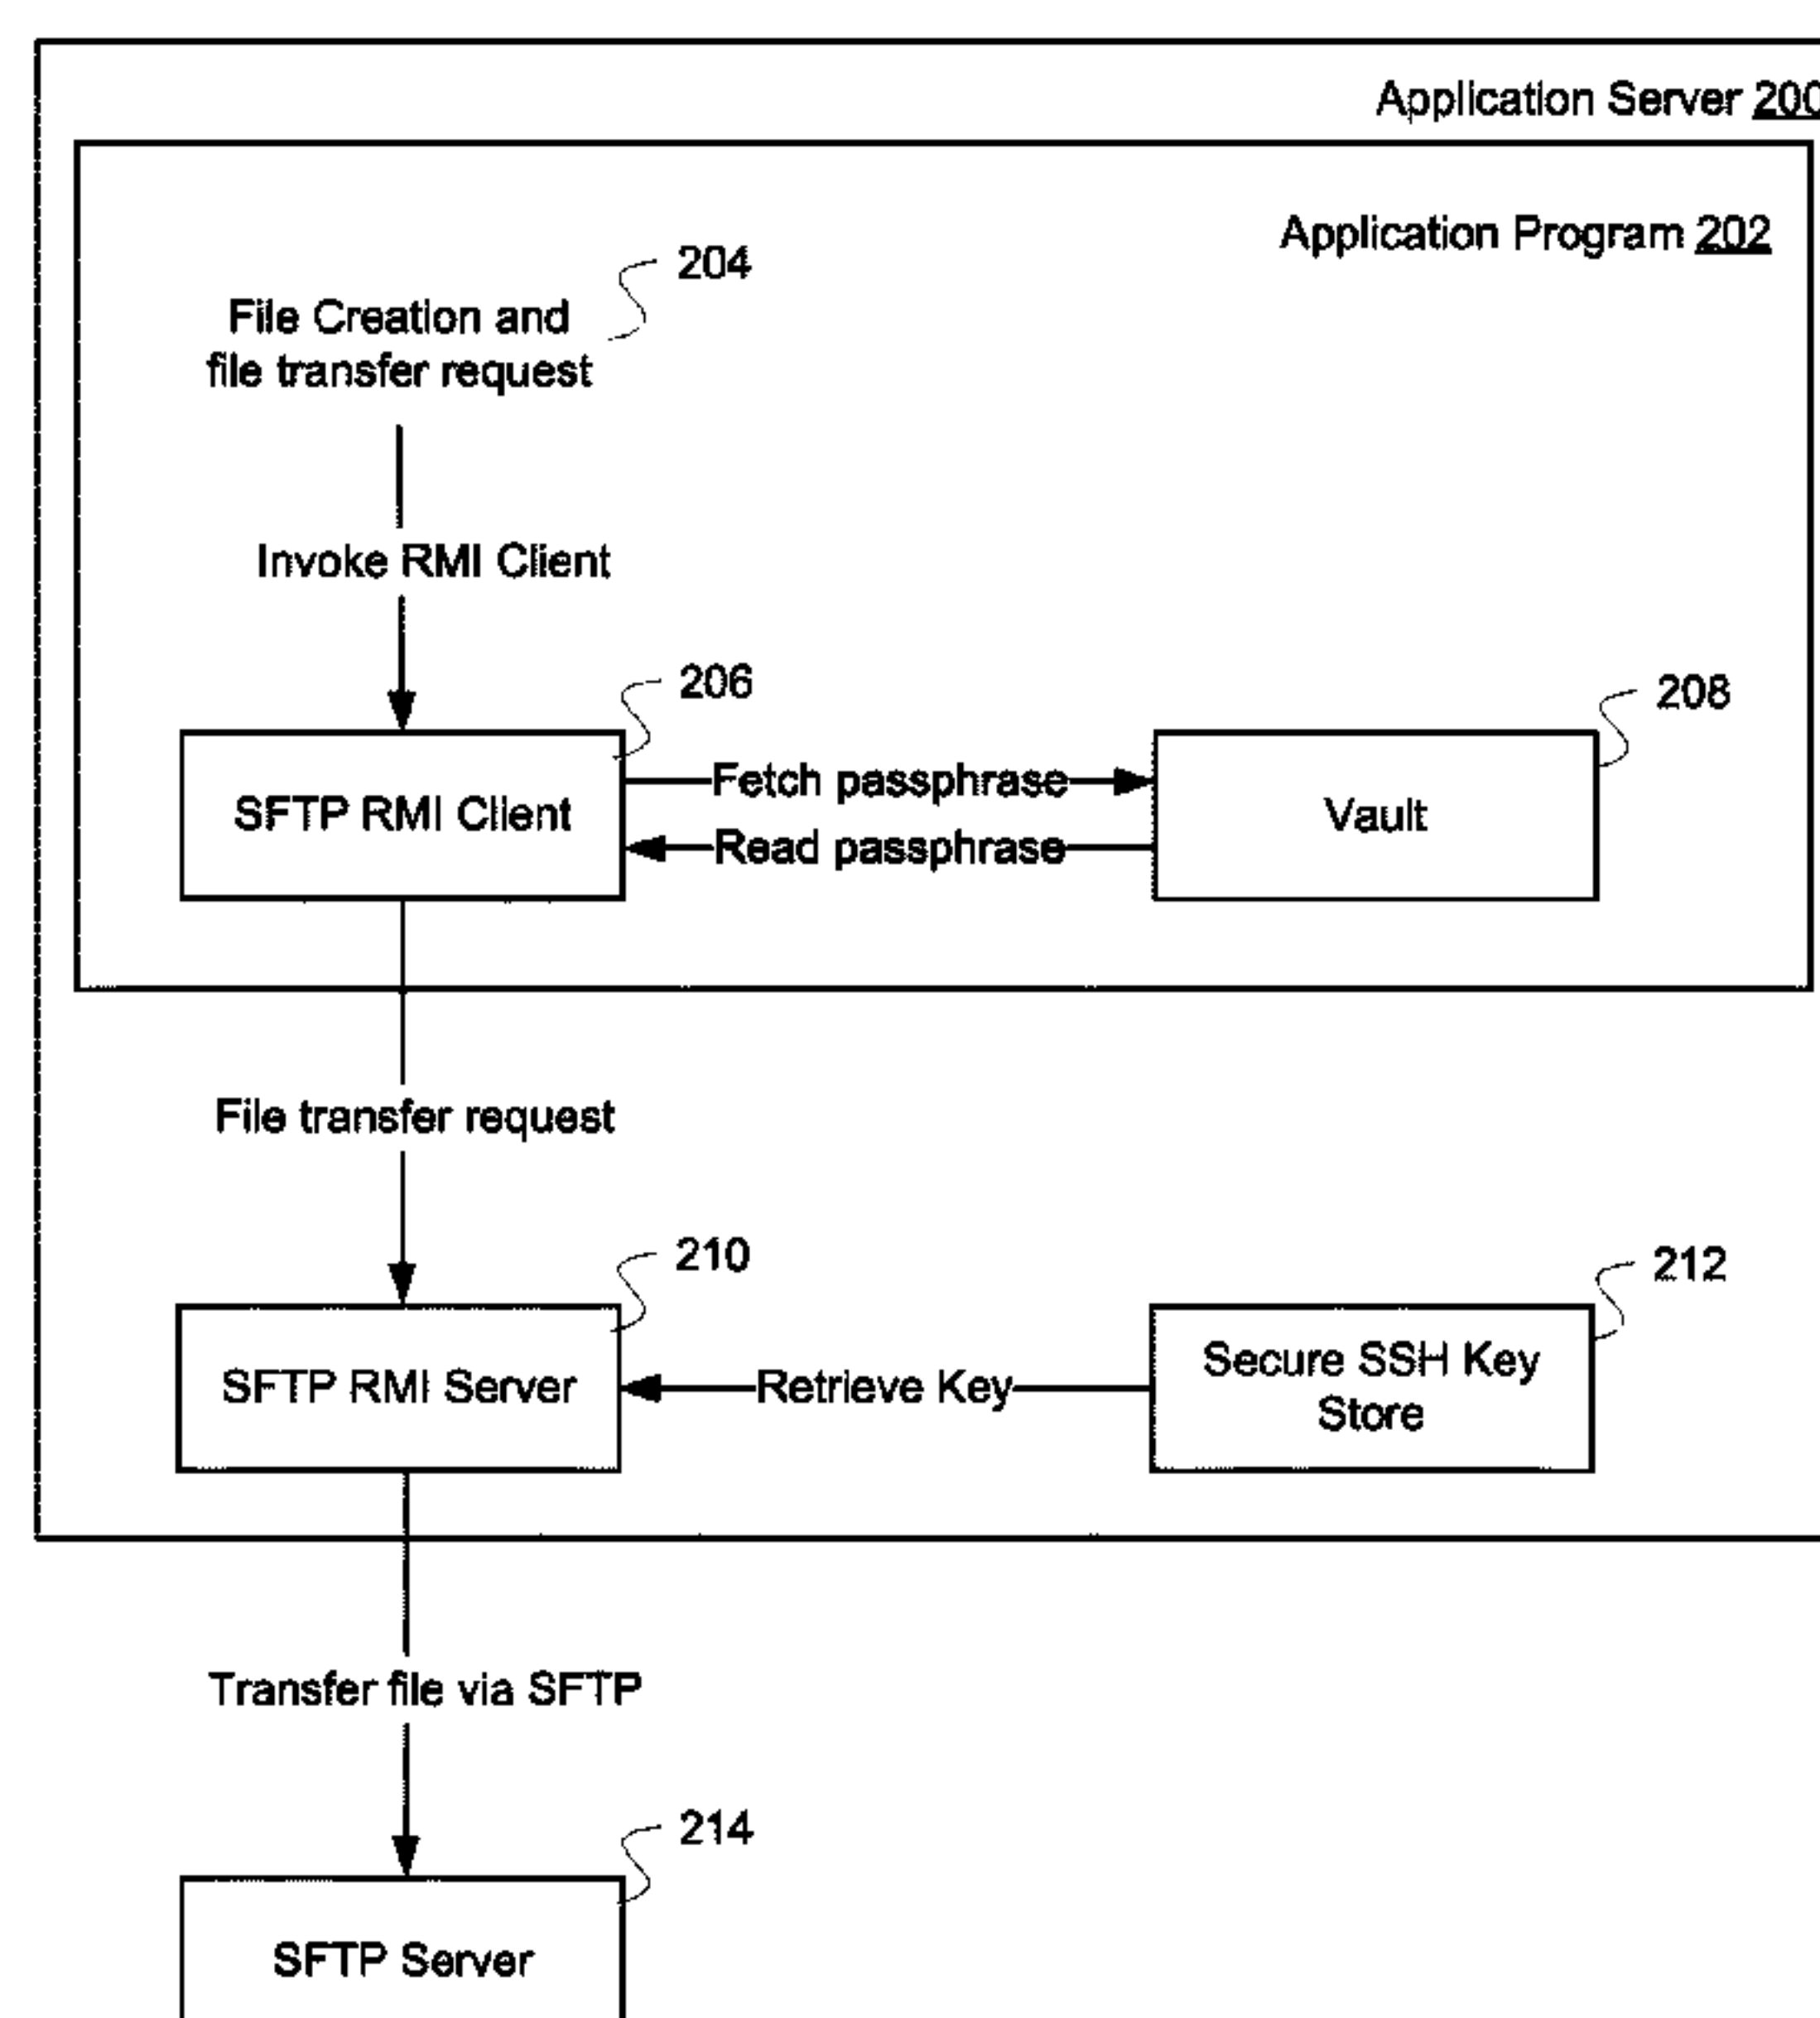 Application Server 200
Application Program 202
204
File Creation and
file transfer request
Invoke RMI Client
206
208
SFTP RMI Client
Fetch passphrase
Read passphrase
Vault
File transfer request
210
212
SFTP RMI Server
Retrieve Key
Secure SSH Key
Store
Transfer file via SFTP
214
SFTP Server